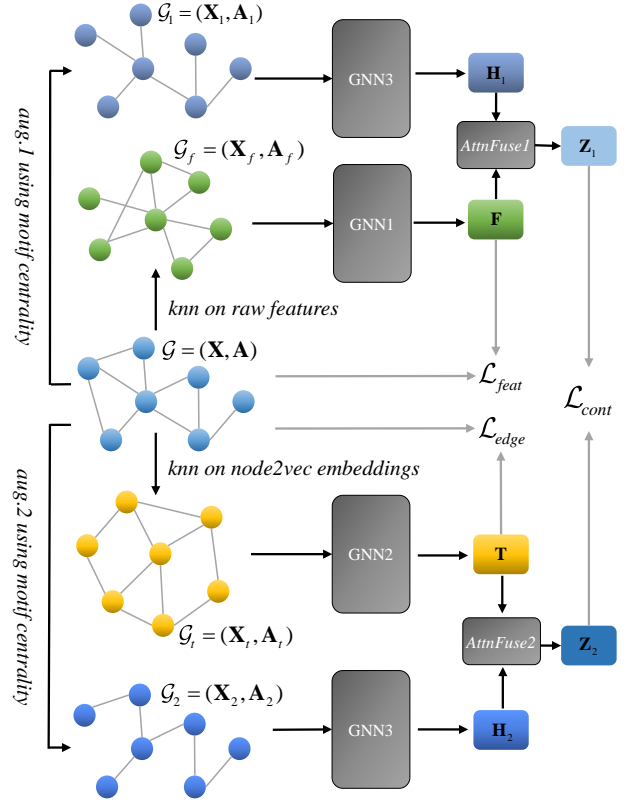 𝒢₁ = (X₁, A₁)
GNN3
H₁
aug.1 using motif centrality
AttnFuse1
Z₁
𝒢_f = (X_f, A_f)
GNN1
F
knn on raw features
𝒢 = (X, A)
ℒ_feat
ℒ_cont
ℒ_edge
knn on node2vec embeddings
aug.2 using motif centrality
GNN2
T
𝒢_t = (X_t, A_t)
AttnFuse2
Z₂
𝒢₂ = (X₂, A₂)
GNN3
H₂